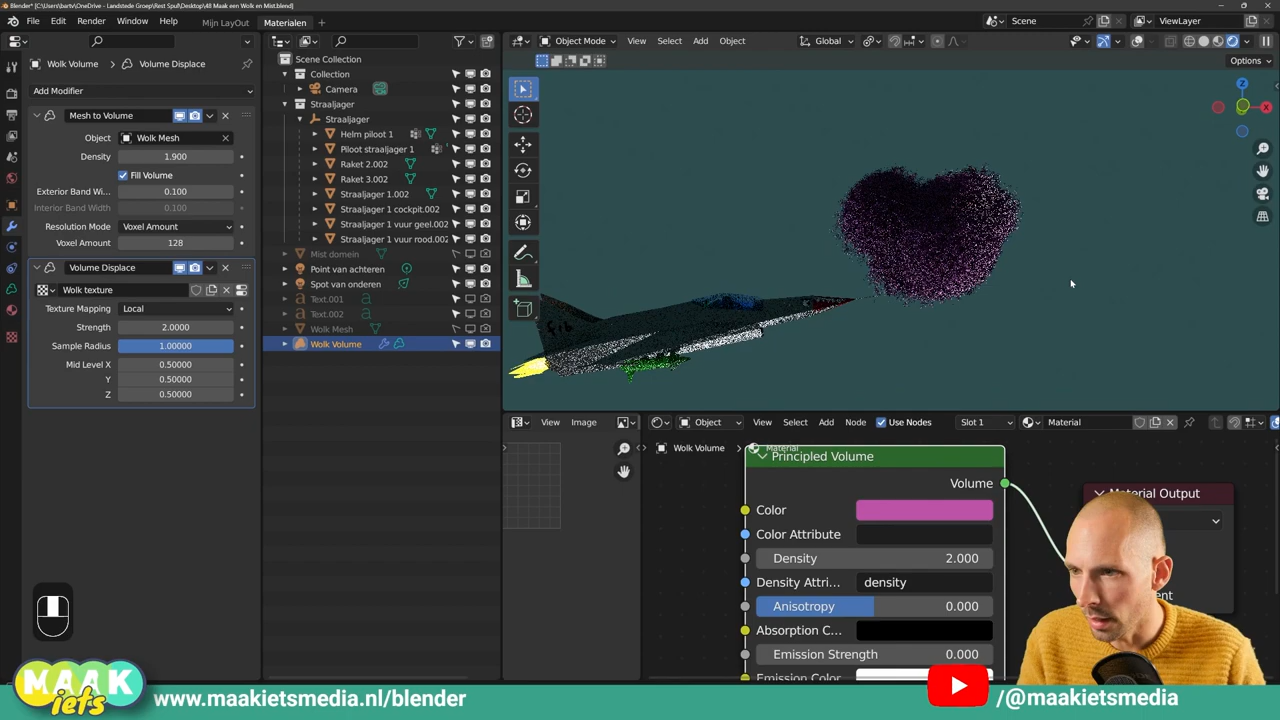 Blender* [C:\Users\bartv\OneDrive - Landstede Groep\Rest Spul\Desktop\48 Maak een Wolk en Mist.blend]
File Edit Render Window Help Mijn LayOut Materialen Scene ViewLayer
Object Mode View Select Add Object Global
Options
Wolk Volume > Volume Displace
Add Modifier
Mesh to Volume
Object Wolk Mesh
Density 1.900
Fill Volume
Exterior Band Wi... 0.100
Interior Band Width 0.100
Resolution Mode Voxel Amount
Voxel Amount 128
Volume Displace
Wolk texture
Texture Mapping Local
Strength 2.0000
Sample Radius 1.00000
Mid Level X 0.50000
Y 0.50000
Z 0.50000
Scene Collection
Collection
Camera
Straaljager
Straaljager
Helm piloot 1
Piloot straaljager 1
Raket 2.002
Raket 3.002
Straaljager 1.002
Straaljager 1 cockpit.002
Straaljager 1 vuur geel.002
Straaljager 1 vuur rood.002
Mist domein
Point van achteren
Spot van onderen
Text.001
Text.002
Wolk Mesh
Wolk Volume
F16
Z
X
View Image
Object View Select Add Node Use Nodes Slot 1 Material
Wolk Volume > Material
Principled Volume
Volume
Color
Color Attribute
Density 2.000
Density Attri... density
Anisotropy 0.000
Absorption C...
Emission Strength 0.000
Emission Color
Material Output
MAAK
iets
www.maakietsmedia.nl/blender
/@maakietsmedia